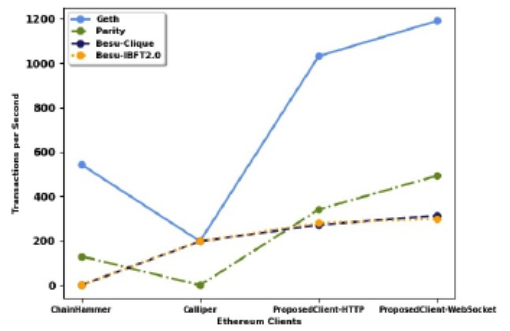 Geth
Parity
Besu-Clique
Besu-IBFT2.0
1200
1000
800
600
400
200
0
Transactions per Second
ChainHammer Calliper ProposedClient-HTTP ProposedClient-WebSocket
Ethereum Clients